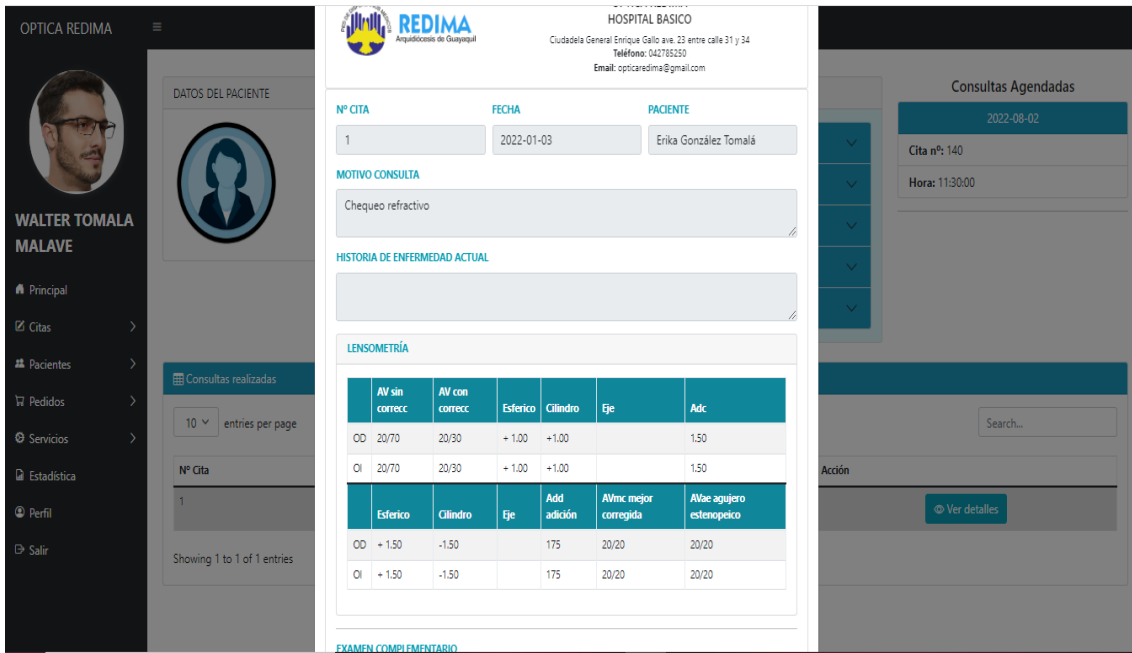 OPTICA REDIMA
WALTER TOMALA
MALAVE
Principal
Citas
Pacientes
Pedidos
Servicios
Estadística
Perfil
Salir
DATOS DEL PACIENTE
Consultas realizadas
10 entries per page
Nº Cita
1
Showing 1 to 1 of 1 entries
REDIMA
Arquidiócesis de Guayaquil
HOSPITAL BASICO
Ciudadela General Enrique Gallo ave. 23 entre calle 31 y 34
Teléfono: 042785250
Email: opticaredima@gmail.com
Nº CITA FECHA PACIENTE
1 2022-01-03 Erika González Tomalá
MOTIVO CONSULTA
Chequeo refractivo
HISTORIA DE ENFERMEDAD ACTUAL
LENSOMETRÍA
AV sin correcc AV con correcc Esferico Cilindro Eje Adc
OD 20/70 20/30 + 1.00 +1.00 1.50
OI 20/70 20/30 + 1.00 +1.00 1.50
Esferico Cilindro Eje Add adición AVmc mejor corregida AVae agujero estenopeico
OD + 1.50 -1.50 175 20/20 20/20
OI + 1.50 -1.50 175 20/20 20/20
EXAMEN COMPLEMENTARIO
Consultas Agendadas
2022-08-02
Cita nº: 140
Hora: 11:30:00
Search...
Acción
Ver detalles